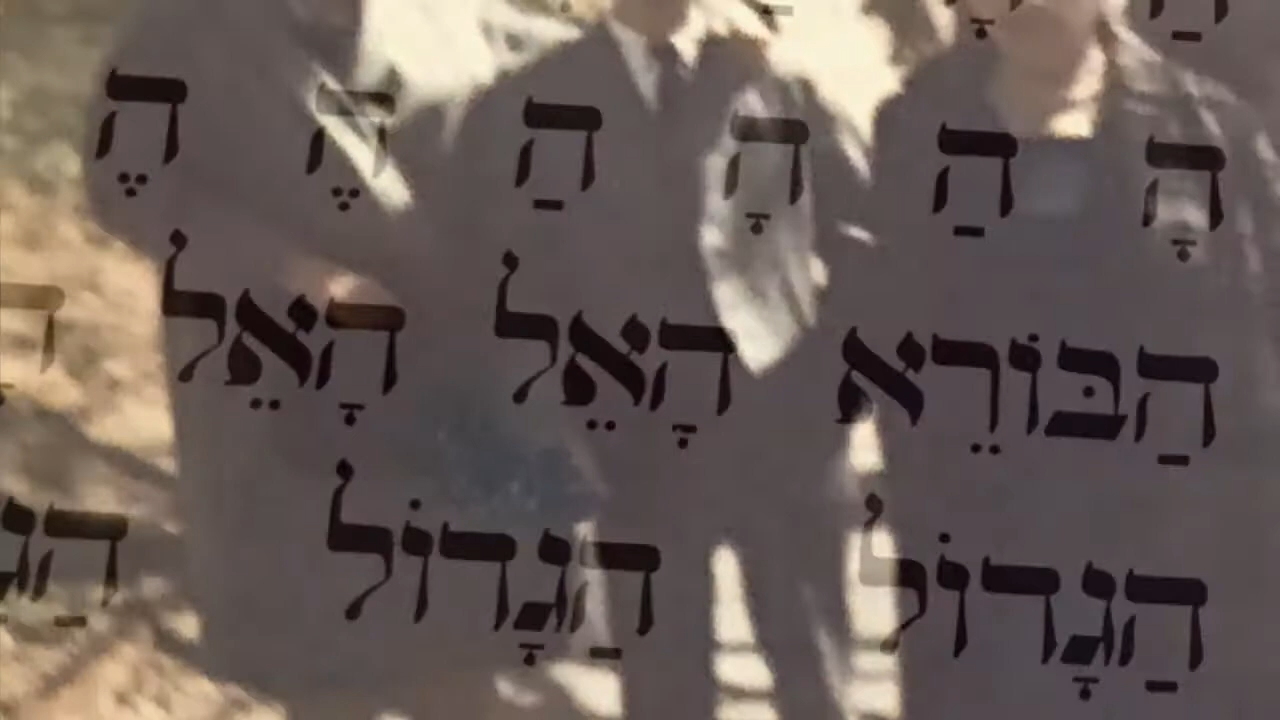 הָ הַ הָ הַ הֶ הֶ
הַבּוֹרֵא הָאֵל הָאֵל
הַגָּדוֹל הַגָּדוֹל